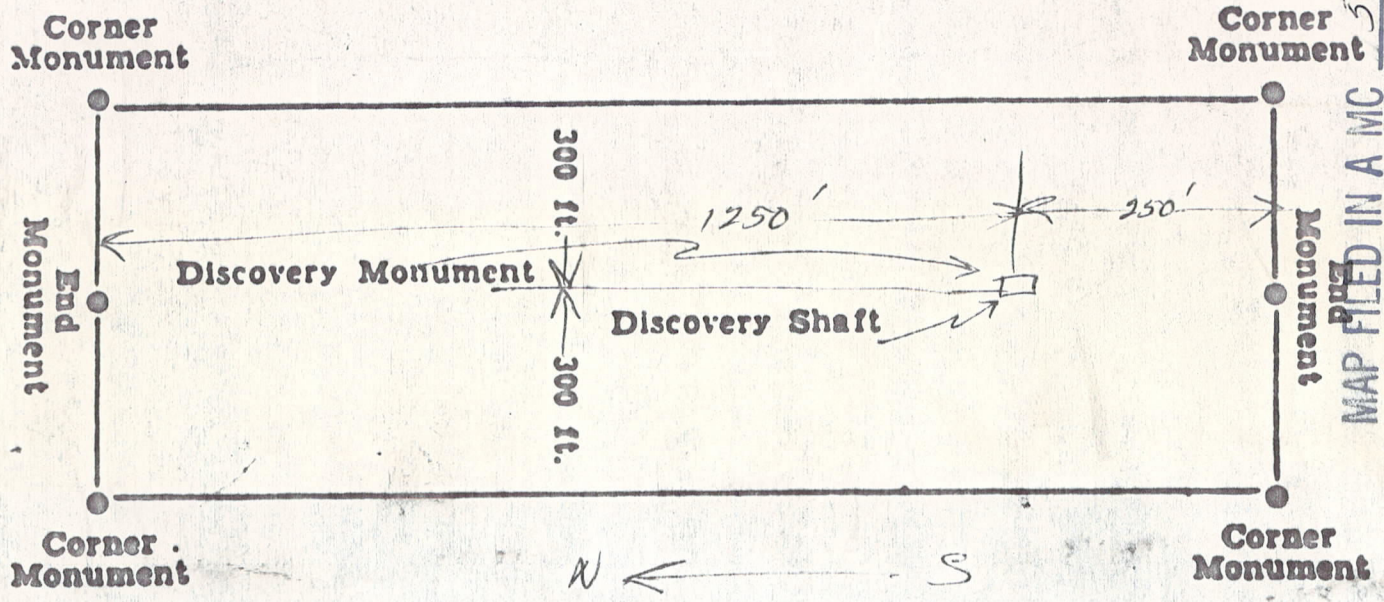 Corner
Monument
Corner
Monument
300 ft.
1250'
250'
Discovery Monument
End
Monument
End
Monument
MAP FILED IN A MC
Discovery Shaft
300 ft.
Corner
Monument
N S
Corner
Monument